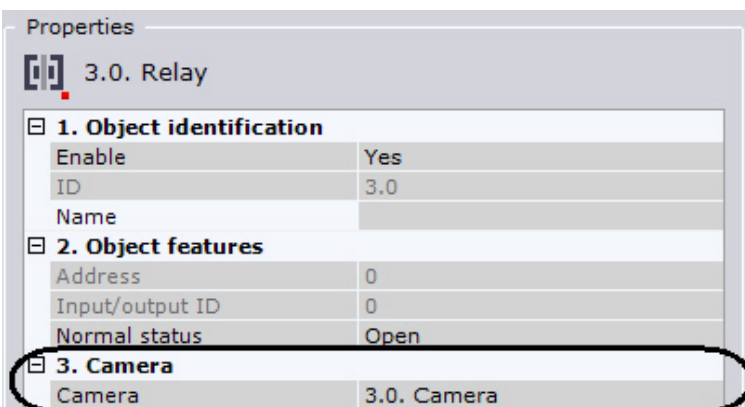 Properties
3.0. Relay
1. Object identification
Enable Yes
ID 3.0
Name
2. Object features
Address 0
Input/output ID 0
Normal status Open
3. Camera
Camera 3.0. Camera